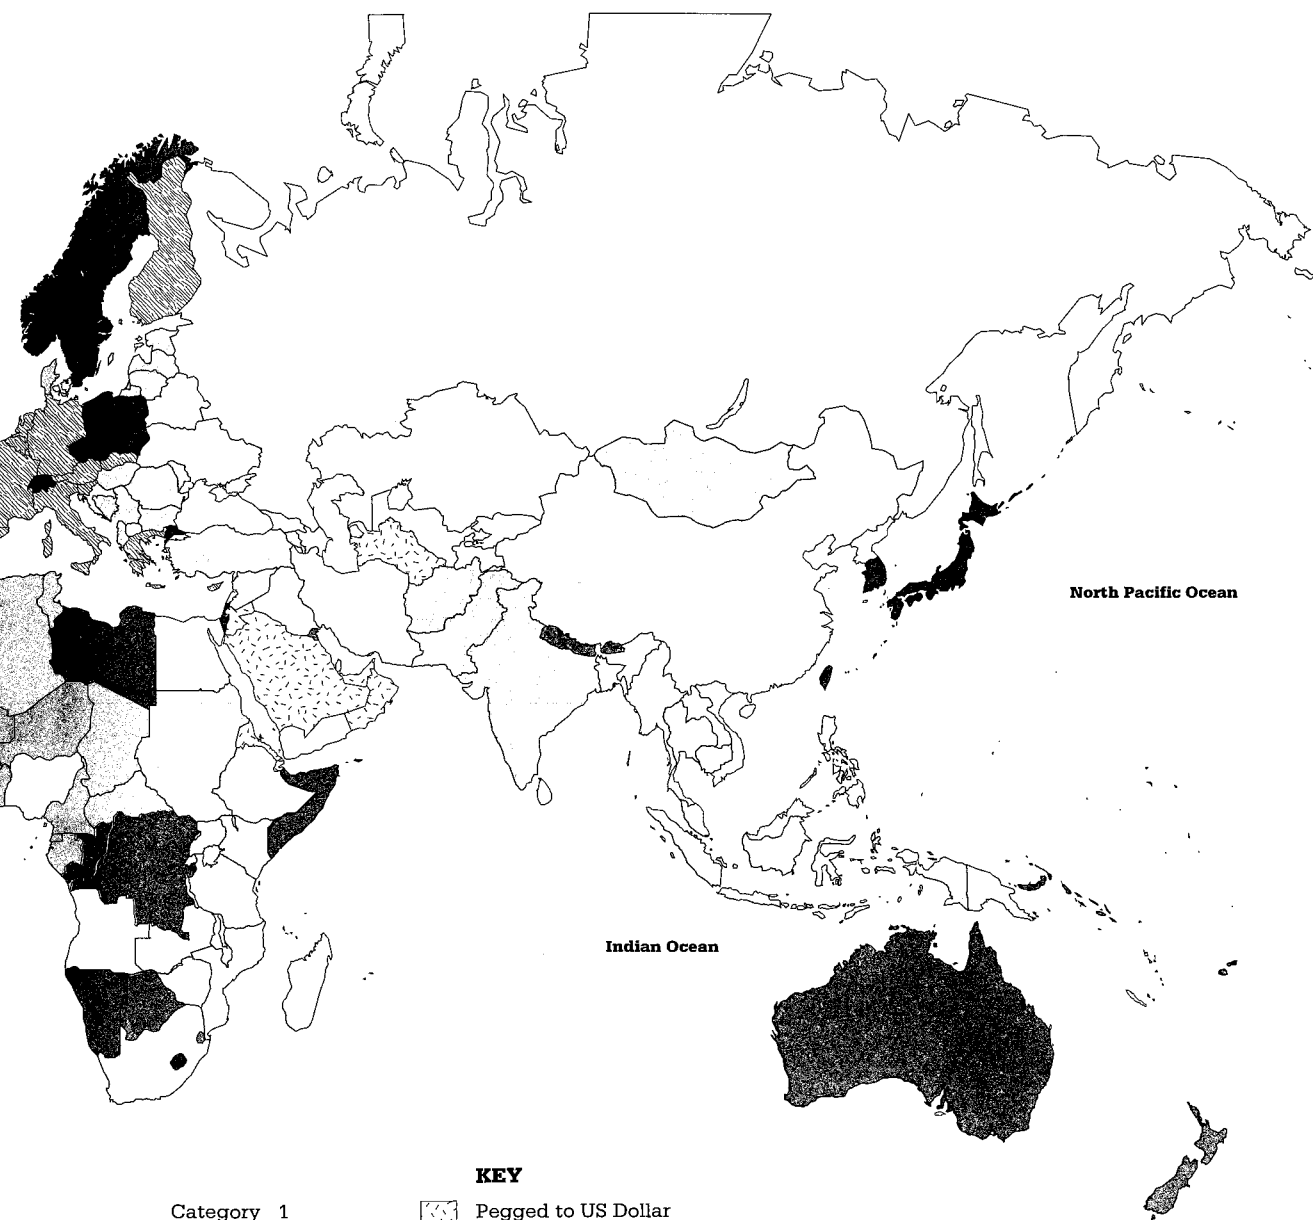 North Pacific Ocean
Indian Ocean
KEY
Category 1
Pegged to US Dollar